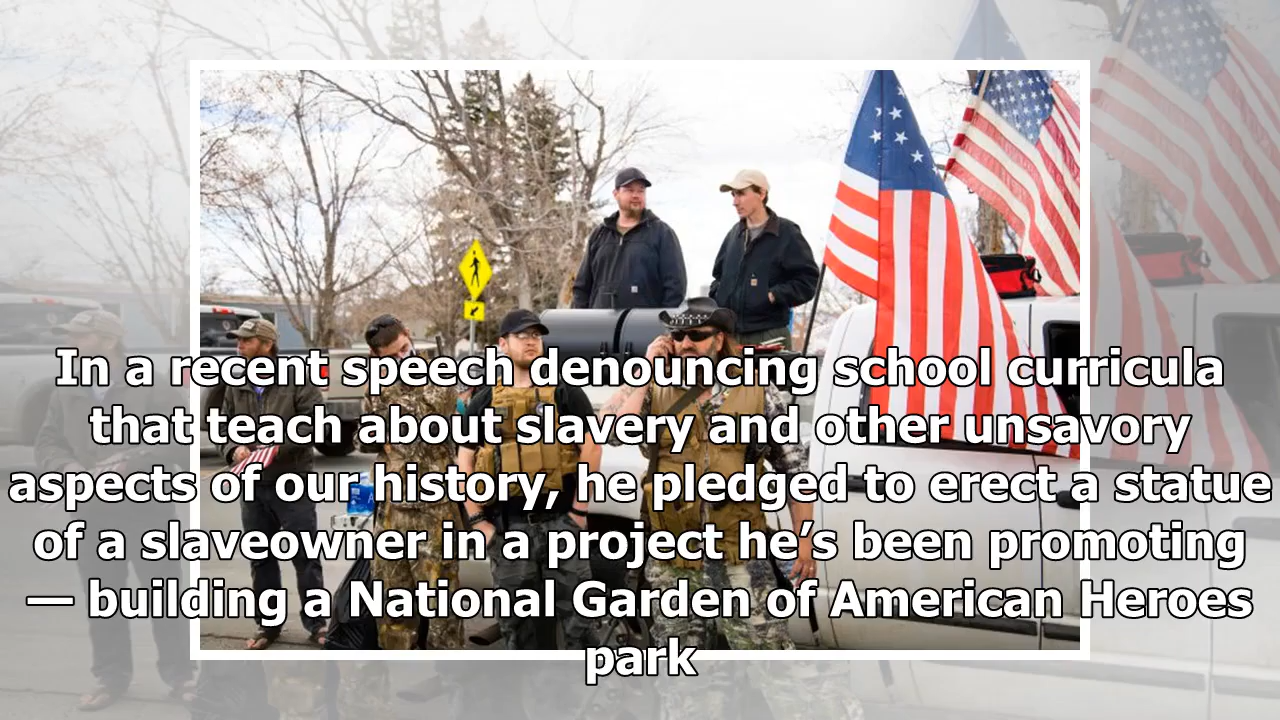 In a recent speech denouncing school curricula
that teach about slavery and other unsavory
aspects of our history, he pledged to erect a statue
of a slaveowner in a project he’s been promoting
— building a National Garden of American Heroes
park